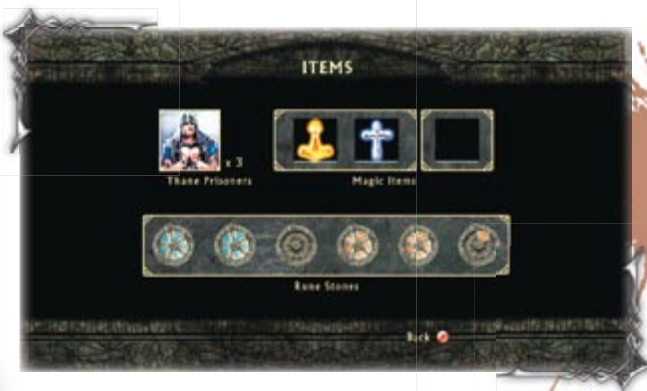 ITEMS
x 3
Thane Prisoners
Magic Items
Rune Stones
Back